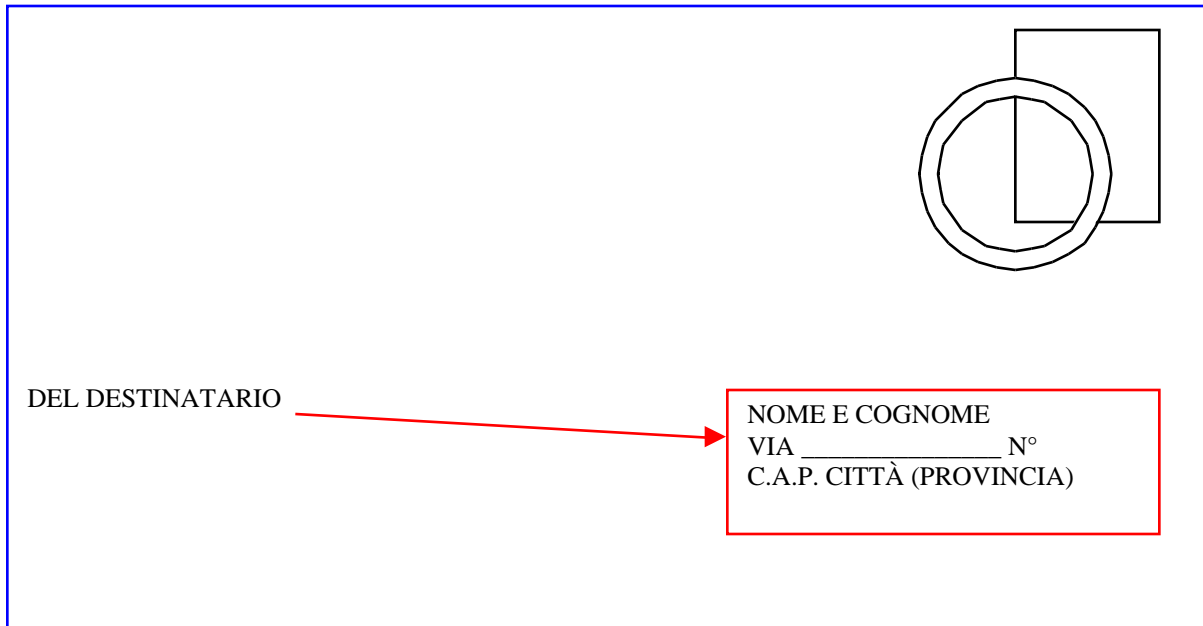 DEL DESTINATARIO
NOME E COGNOME
VIA _______________ N°
C.A.P. CITTÀ (PROVINCIA)